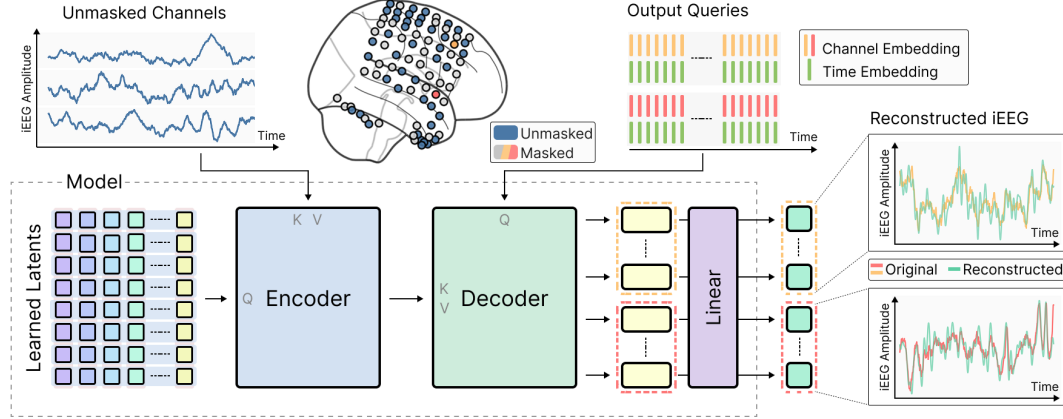 Unmasked Channels
iEEG Amplitude
Time
Unmasked
Masked
Output Queries
Channel Embedding
Time Embedding
Time
Model
Learned Latents
Q
K V
Encoder
Q
K
V
Decoder
Linear
Reconstructed iEEG
iEEG Amplitude
Time
Original
Reconstructed
iEEG Amplitude
Time